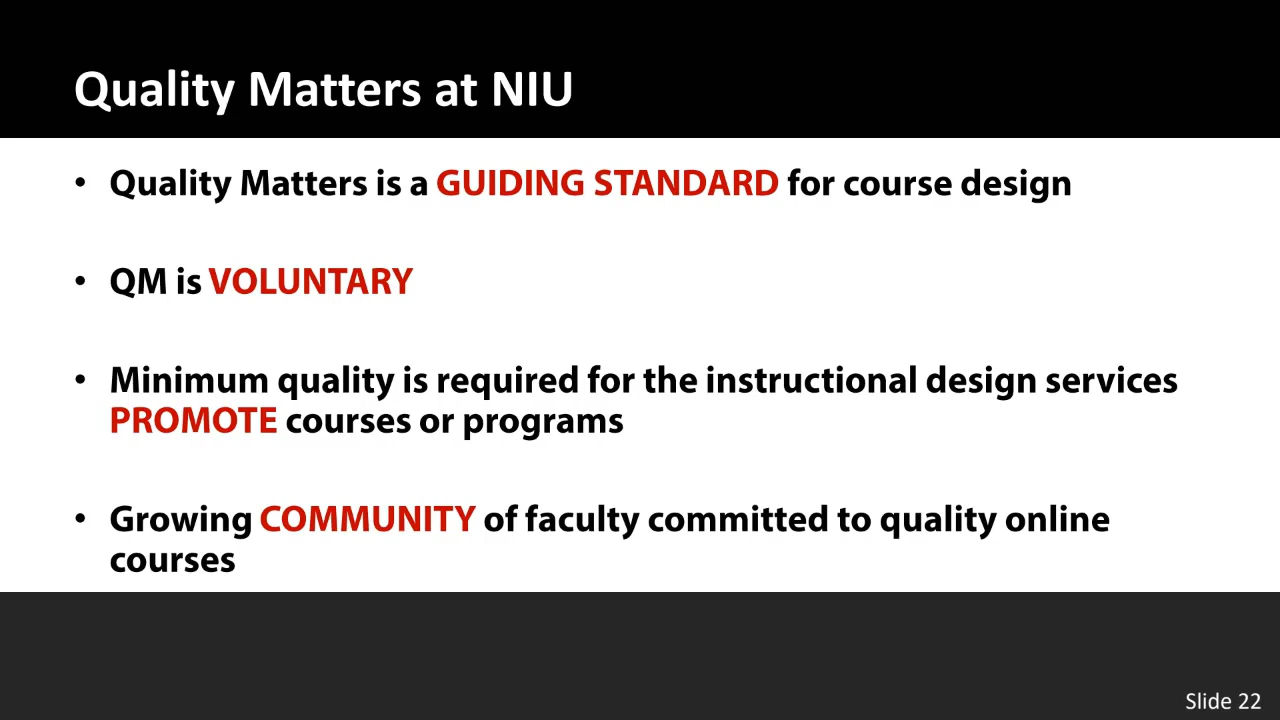 Quality Matters at NIU
• Quality Matters is a GUIDING STANDARD for course design
• QM is VOLUNTARY
• Minimum quality is required for the instructional design services
PROMOTE courses or programs
• Growing COMMUNITY of faculty committed to quality online
courses
Slide 22